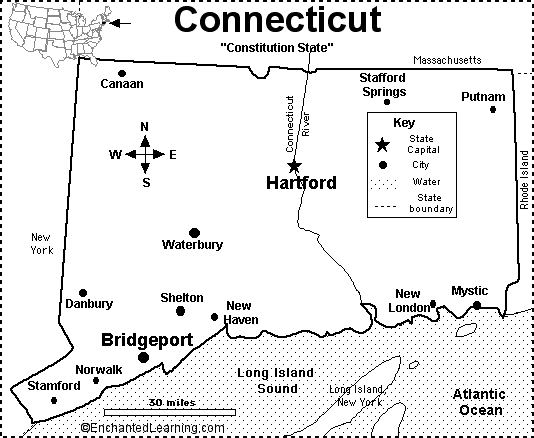 Connecticut
"Constitution State"
Massachusetts
Canaan
Stafford
Springs
Putnam
Connecticut
River
Key
State
Capital
City
Water
State
boundary
N
W E
S
Hartford
Rhode Island
New
York
Waterbury
Danbury
Shelton
New
Haven
New
London
Mystic
Bridgeport
Norwalk
Stamford
Long Island
Sound
Long Island,
New York
Atlantic
Ocean
30 miles
©EnchantedLearning.com